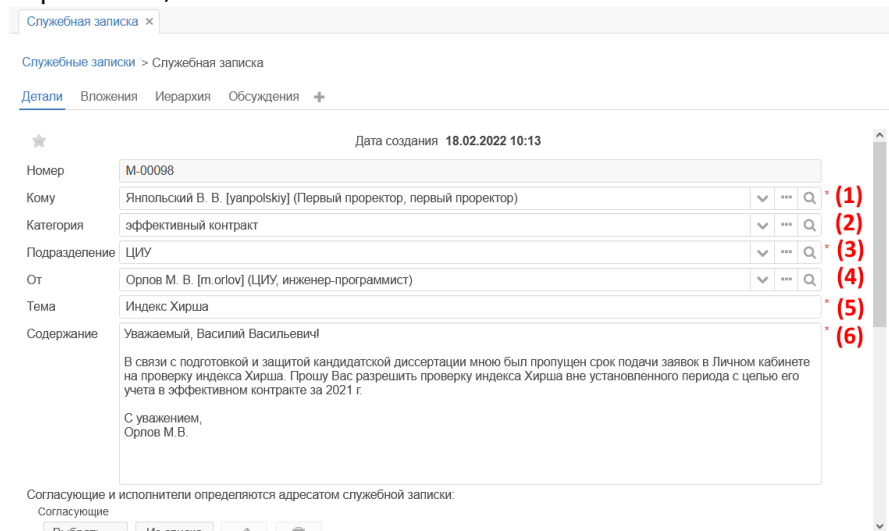 Служебная записка ×
Служебные записки > Служебная записка
Детали Вложения Иерархия Обсуждения +
Дата создания 18.02.2022 10:13
Номер M-00098
Кому Янпольский В. В. [yanpolskiy] (Первый проректор, первый проректор) * (1)
Категория эффективный контракт (2)
Подразделение ЦИУ * (3)
От Орлов М. В. [m.orlov] (ЦИУ, инженер-программист) (4)
Тема Индекс Хирша * (5)
Содержание Уважаемый, Василий Васильевич! * (6)
В связи с подготовкой и защитой кандидатской диссертации мною был пропущен срок подачи заявок в Личном кабинете
на проверку индекса Хирша. Прошу Вас разрешить проверку индекса Хирша вне установленного периода с целью его
учета в эффективном контракте за 2021 г.
С уважением,
Орлов М.В.
Согласующие и исполнители определяются адресатом служебной записки:
Согласующие